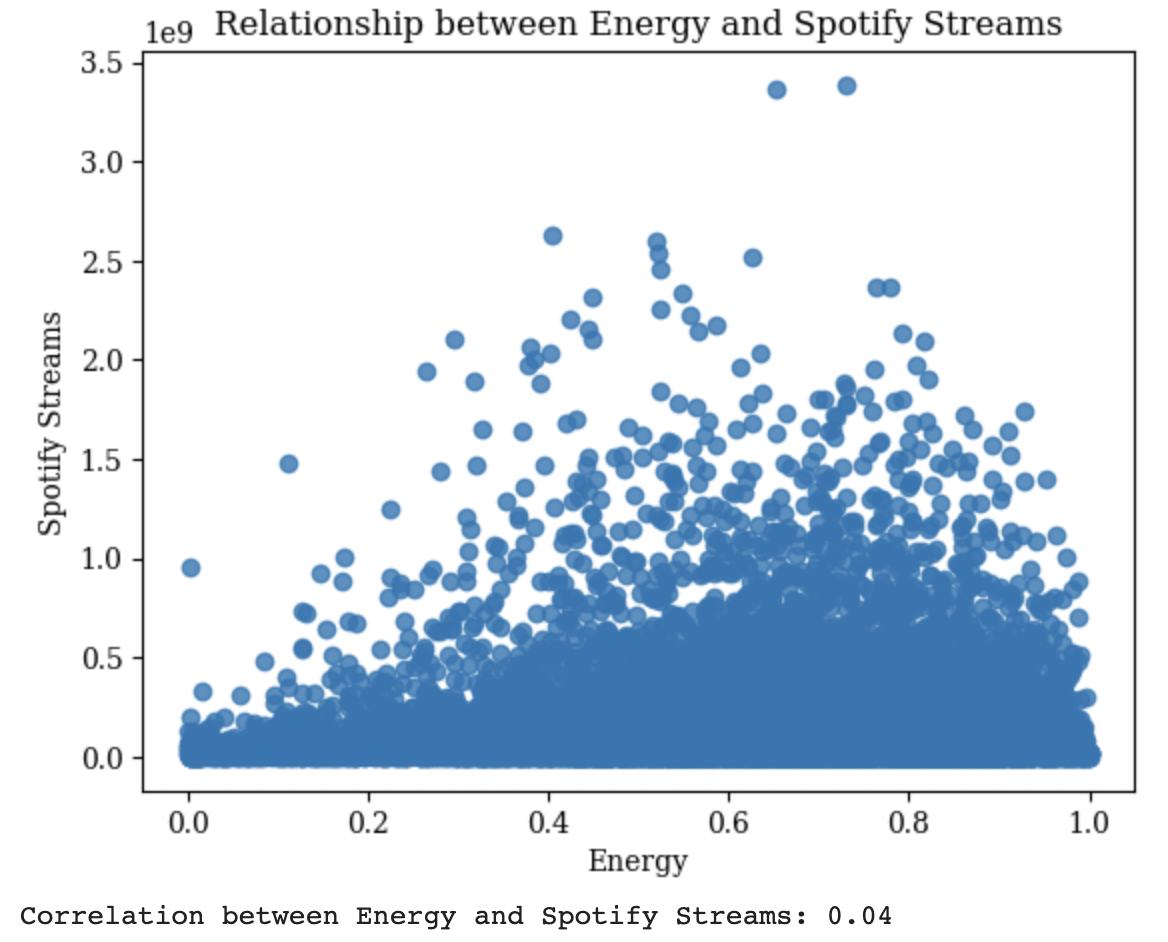 Relationship between Energy and Spotify Streams
1e9
3.5
3.0
2.5
2.0
1.5
1.0
0.5
0.0
Spotify Streams
0.0 0.2 0.4 0.6 0.8 1.0
Energy
Correlation between Energy and Spotify Streams: 0.04